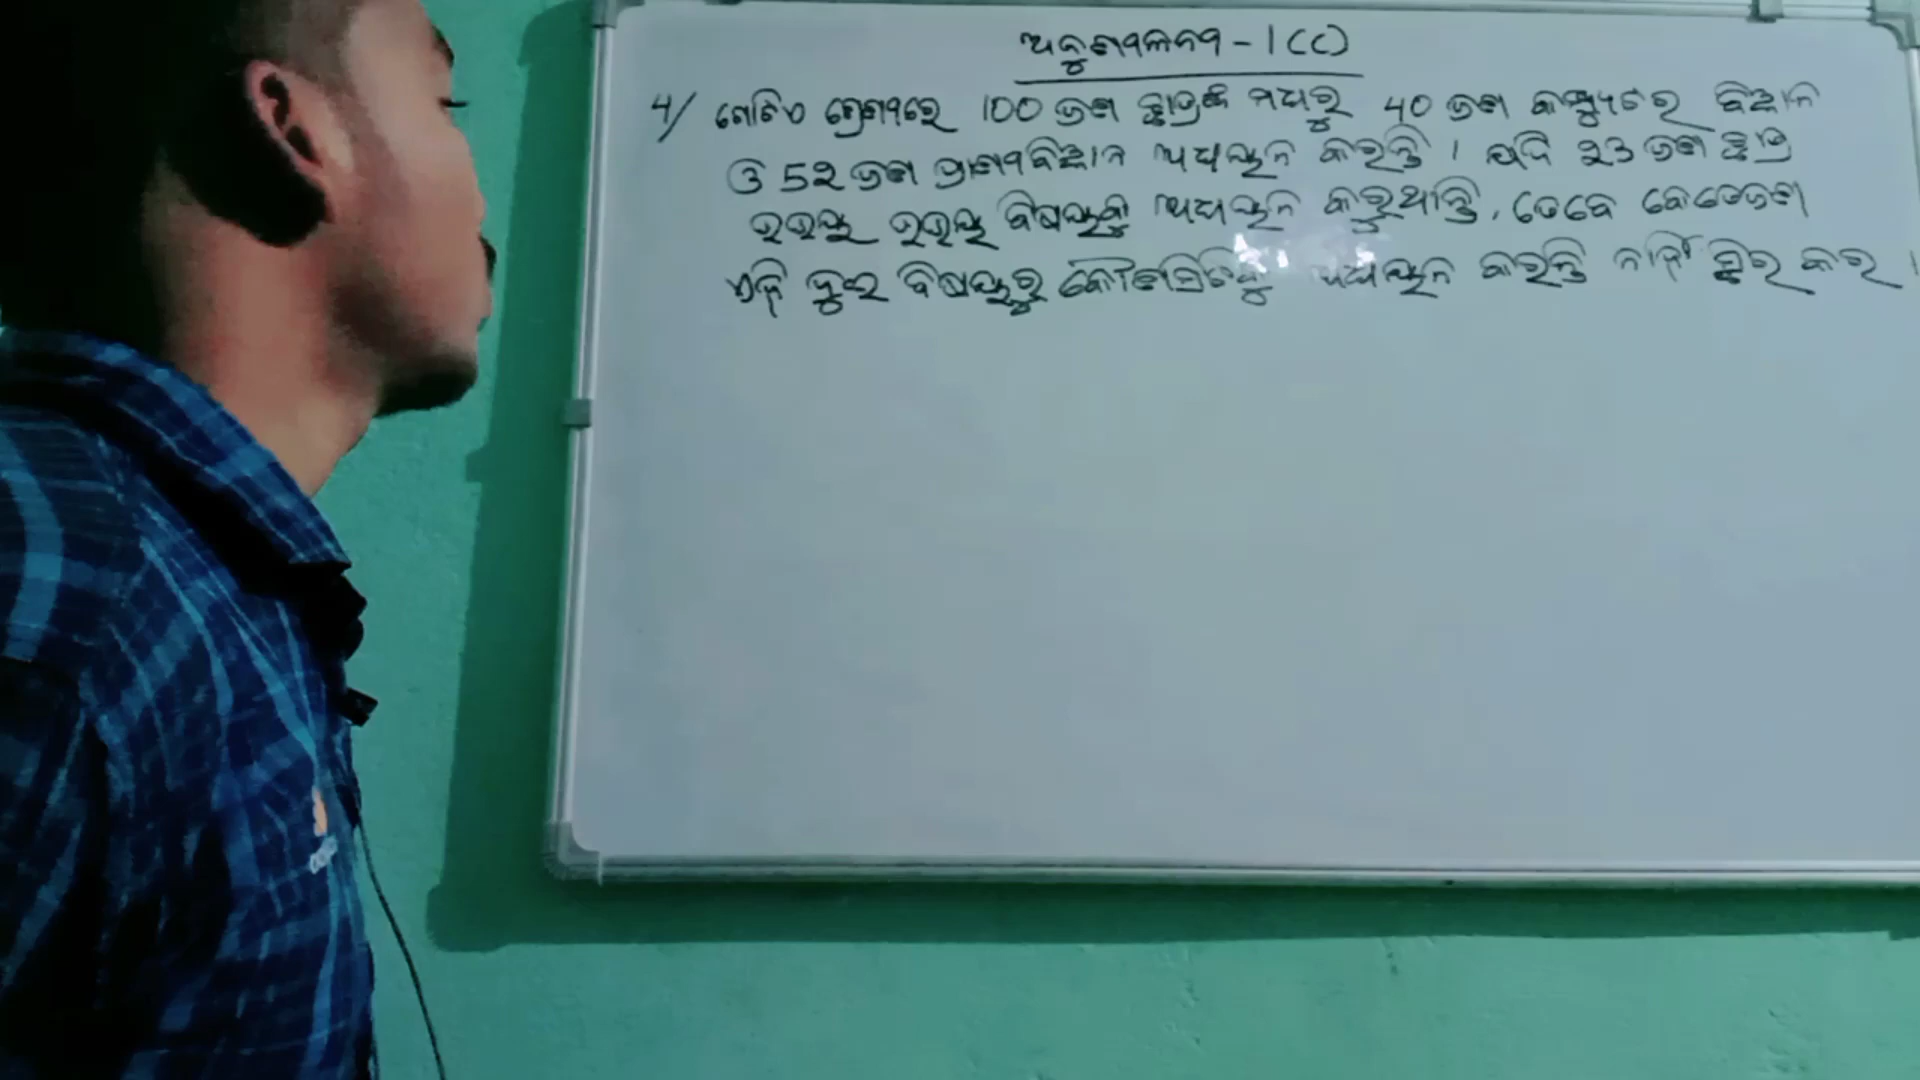 ଅନୁଶୀଳନୀ - 1 (C)
4/ ଗୋଟିଏ ଶ୍ରେଣୀରେ 100 ଜଣ ଛାତ୍ରଙ୍କ ମଧ୍ୟରୁ 40 ଜଣ କମ୍ପ୍ୟୁଟର ବିଜ୍ଞାନ
ଓ 52 ଜଣ ପ୍ରାଣୀବିଜ୍ଞାନ ଅଧ୍ୟୟନ କରନ୍ତି । ଯଦି 23 ଜଣ ଛାତ୍ର
ଉଭୟ ଉଭୟ ବିଷୟକୁ ଅଧ୍ୟୟନ କରୁଥାନ୍ତି, ତେବେ କେତେଜଣ
ଏହି ଦୁଇ ବିଷୟରୁ କୌଣସିଟିକୁ ଅଧ୍ୟୟନ କରନ୍ତି ନାହିଁ ସ୍ଥିର କର ।